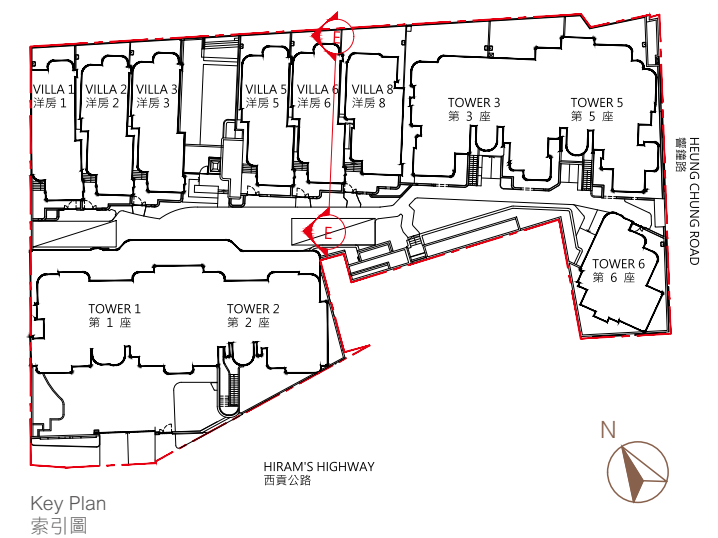 E
VILLA 1
洋房 1
VILLA 2
洋房 2
VILLA 3
洋房 3
VILLA 5
洋房 5
VILLA 6
洋房 6
VILLA 8
洋房 8
TOWER 3
第 3 座
TOWER 5
第 5 座
HEUNG CHUNG ROAD
響鐘路
E
TOWER 6
第 6 座
TOWER 1
第 1 座
TOWER 2
第 2 座
N
HIRAM'S HIGHWAY
西貢公路
Key Plan
索引圖